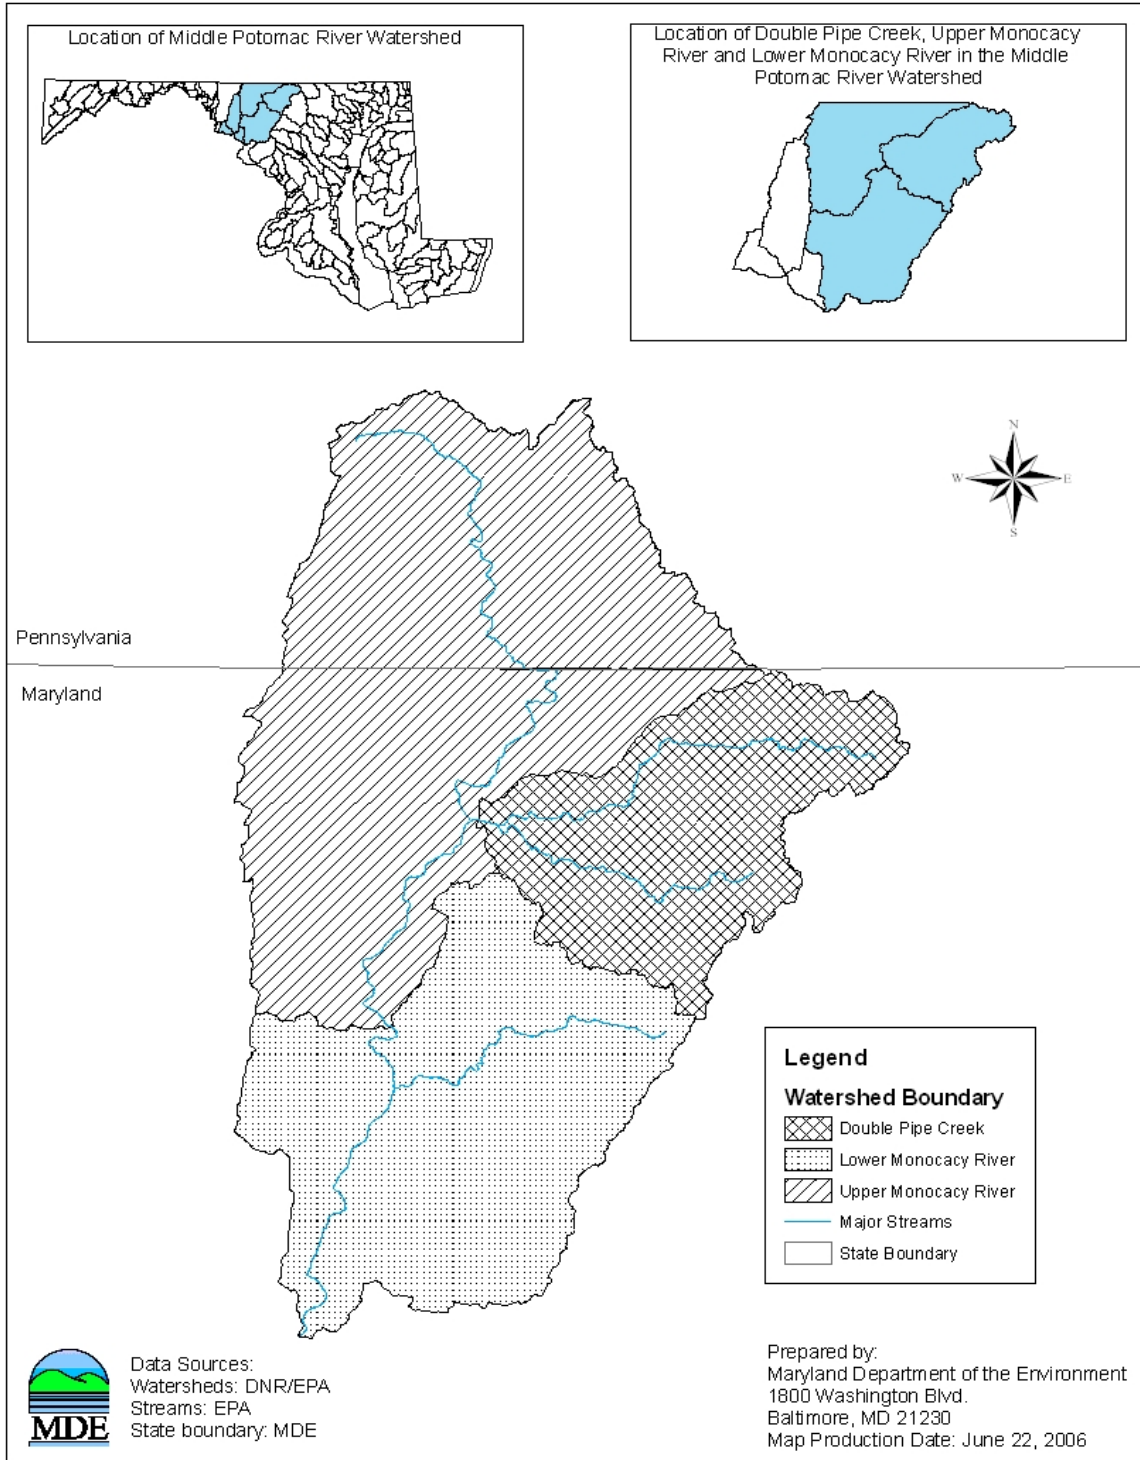 Location of Middle Potomac River Watershed
Location of Double Pipe Creek, Upper Monocacy
River and Lower Monocacy River in the Middle
Potomac River Watershed
N
W
E
S
Pennsylvania
Maryland
Legend
Watershed Boundary
Double Pipe Creek
Lower Monocacy River
Upper Monocacy River
Major Streams
State Boundary
MDE
Data Sources:
Watersheds: DNR/EPA
Streams: EPA
State boundary: MDE
Prepared by:
Maryland Department of the Environment
1800 Washington Blvd.
Baltimore, MD 21230
Map Production Date: June 22, 2006